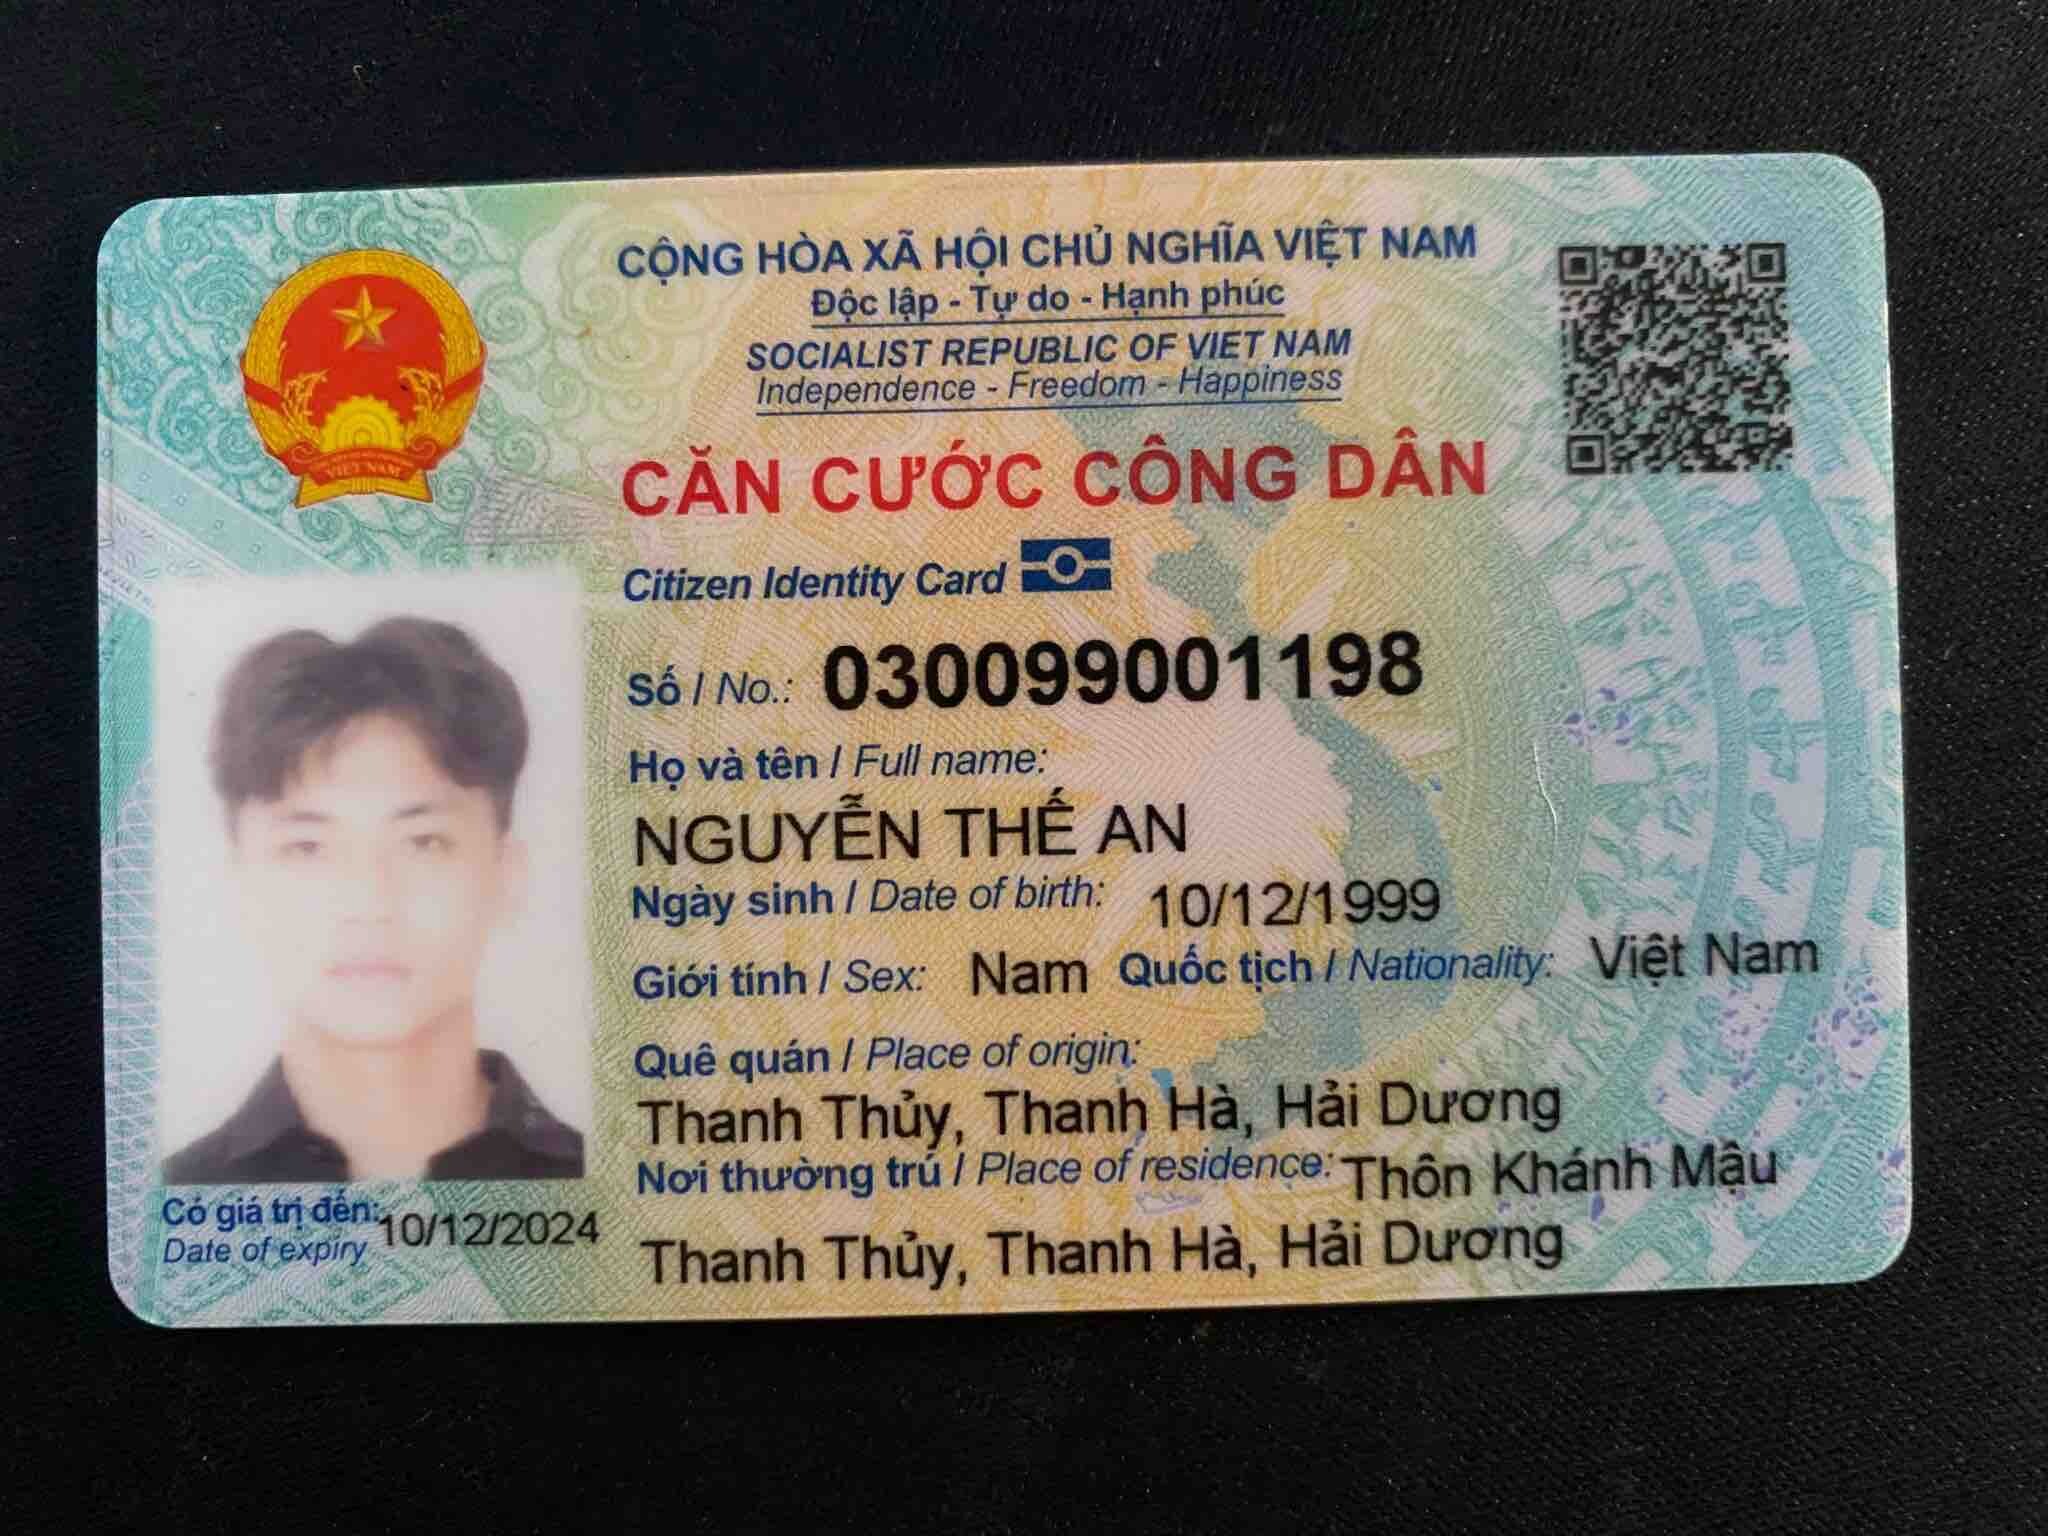 CỘNG HÒA XÃ HỘI CHỦ NGHĨA VIỆT NAM
Độc lập - Tự do - Hạnh phúc
SOCIALIST REPUBLIC OF VIET NAM
Independence - Freedom - Happiness
VIỆT NAM
CĂN CƯỚC CÔNG DÂN
Citizen Identity Card
Số / No.: 030099001198
Họ và tên / Full name:
NGUYỄN THẾ AN
Ngày sinh / Date of birth: 10/12/1999
Giới tính / Sex: Nam Quốc tịch / Nationality: Việt Nam
Quê quán / Place of origin:
Thanh Thủy, Thanh Hà, Hải Dương
Nơi thường trú / Place of residence: Thôn Khánh Mậu
Thanh Thủy, Thanh Hà, Hải Dương
Có giá trị đến: 10/12/2024
Date of expiry